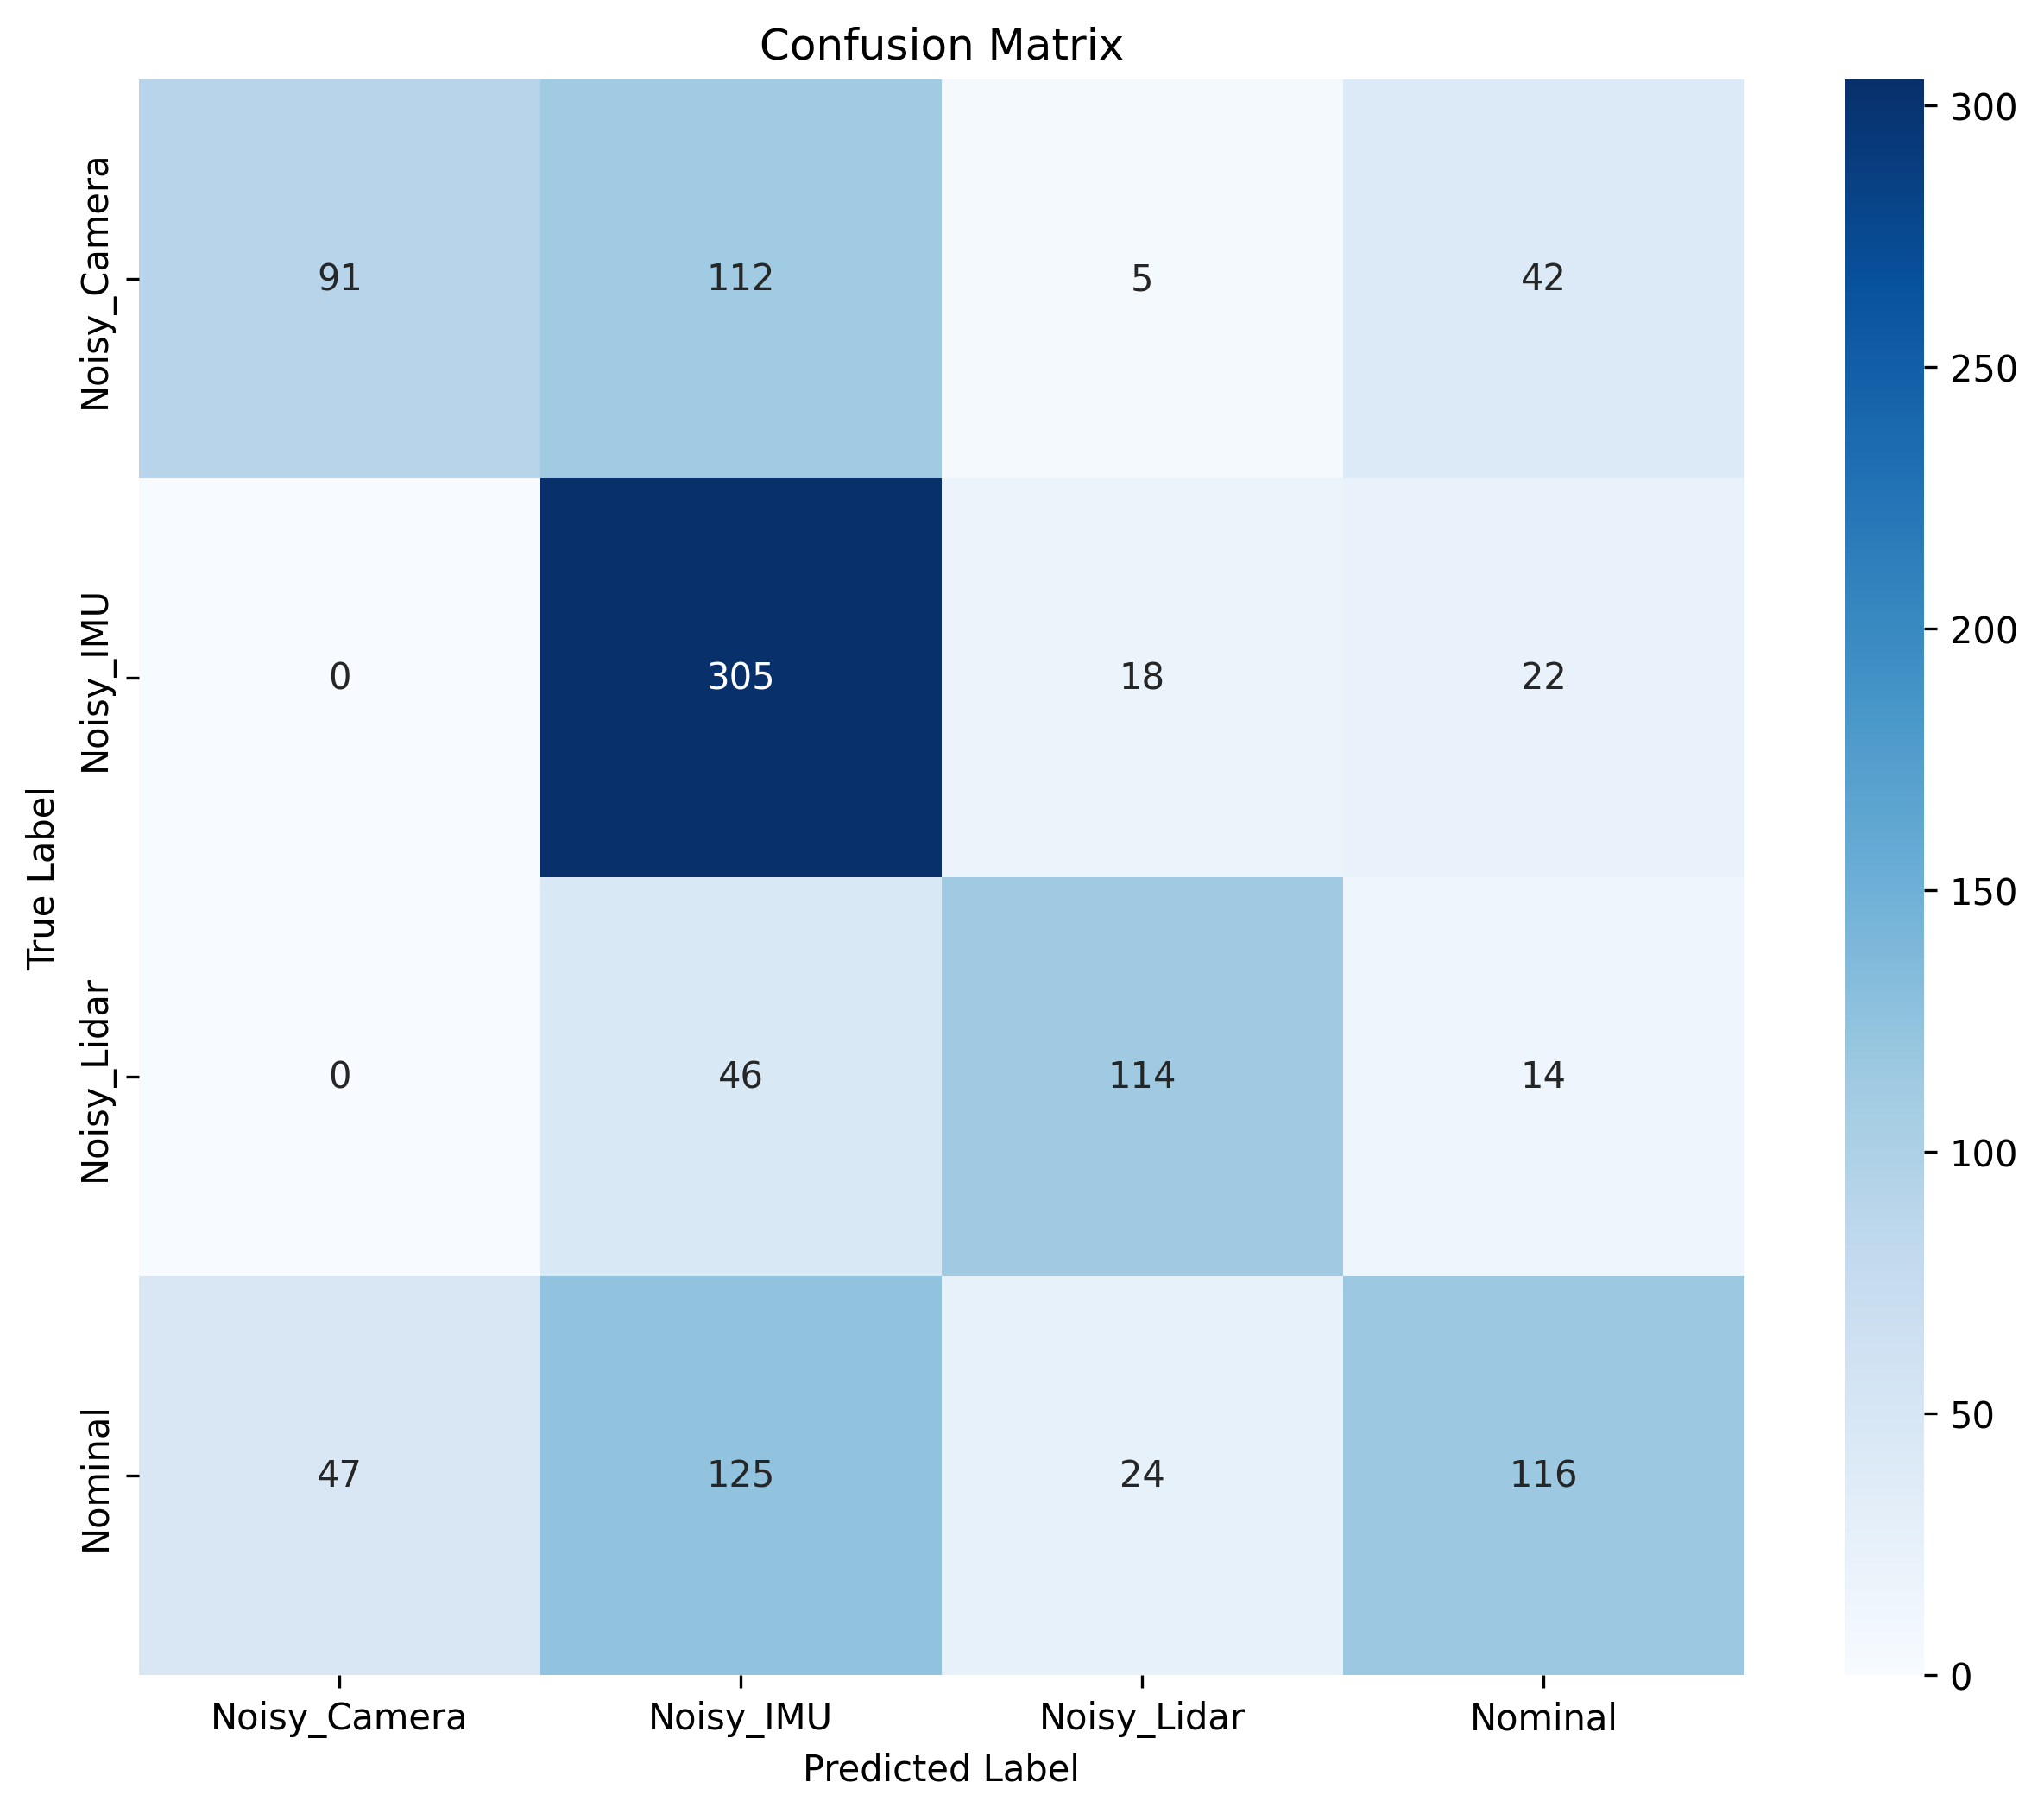 Confusion Matrix
True Label
Noisy_Camera
91 112 5 42
Noisy_IMU
0 305 18 22
Noisy_Lidar
0 46 114 14
Nominal
47 125 24 116
Noisy_Camera Noisy_IMU Noisy_Lidar Nominal
Predicted Label
300
250
200
150
100
50
0